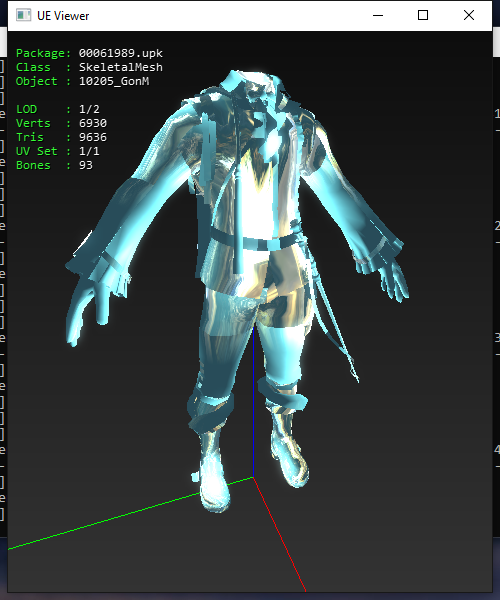 UE Viewer
Package: 00061989.upk
Class  : SkeletalMesh
Object : 10205_GonM
LOD    : 1/2
Verts  : 6930
Tris   : 9636
UV Set : 1/1
Bones  : 93